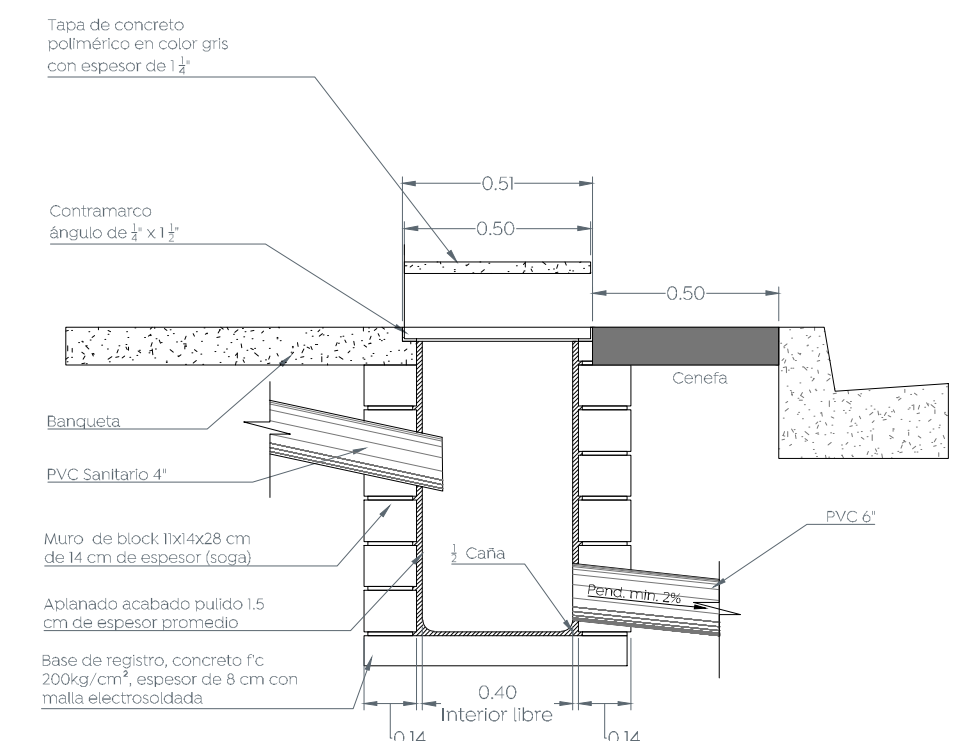 Tapa de concreto
polimérico en color gris
con espesor de 1 1/4"
0.51
Contramarco
ángulo de 1/4" x 1 1/2"
0.50
0.50
Cenefa
Banqueta
PVC Sanitario 4"
PVC 6"
Muro de block 11x14x28 cm
de 14 cm de espesor (soga)
1/2 Caña
Pend. min. 2%
Aplanado acabado pulido 1.5
cm de espesor promedio
Base de registro, concreto f'c
200kg/cm², espesor de 8 cm con
malla electrosoldada
0.40
Interior libre
0.14
0.14